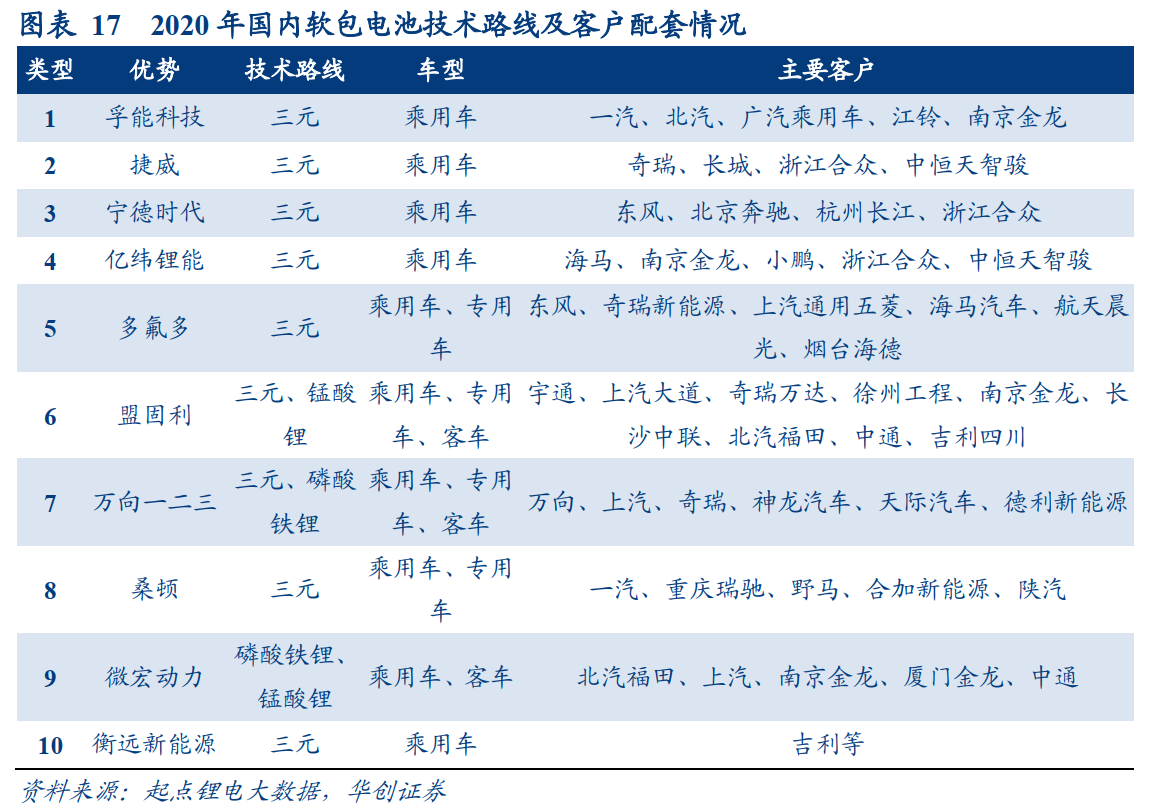 图表 17 2020 年国内软包电池技术路线及客户配套情况
类型 优势 技术路线 车型 主要客户
1 孚能科技 三元 乘用车 一汽、北汽、广汽乘用车、江铃、南京金龙
2 捷威 三元 乘用车 奇瑞、长城、浙江合众、中恒天智骏
3 宁德时代 三元 乘用车 东风、北京奔驰、杭州长江、浙江合众
4 亿纬锂能 三元 乘用车 海马、南京金龙、小鹏、浙江合众、中恒天智骏
5 多氟多 三元 乘用车、专用 东风、奇瑞新能源、上汽通用五菱、海马汽车、航天晨
车 光、烟台海德
6 盟固利 三元、锰酸 乘用车、专用 宇通、上汽大道、奇瑞万达、徐州工程、南京金龙、长
锂 车、客车 沙中联、北汽福田、中通、吉利四川
7 万向一二三 三元、磷酸 乘用车、专用 万向、上汽、奇瑞、神龙汽车、天际汽车、德利新能源
铁锂 车、客车
8 桑顿 三元 乘用车、专用 一汽、重庆瑞驰、野马、合加新能源、陕汽
车
9 微宏动力 磷酸铁锂、 乘用车、客车 北汽福田、上汽、南京金龙、厦门金龙、中通
锰酸锂
10 衡远新能源 三元 乘用车 吉利等
资料来源：起点锂电大数据，华创证券